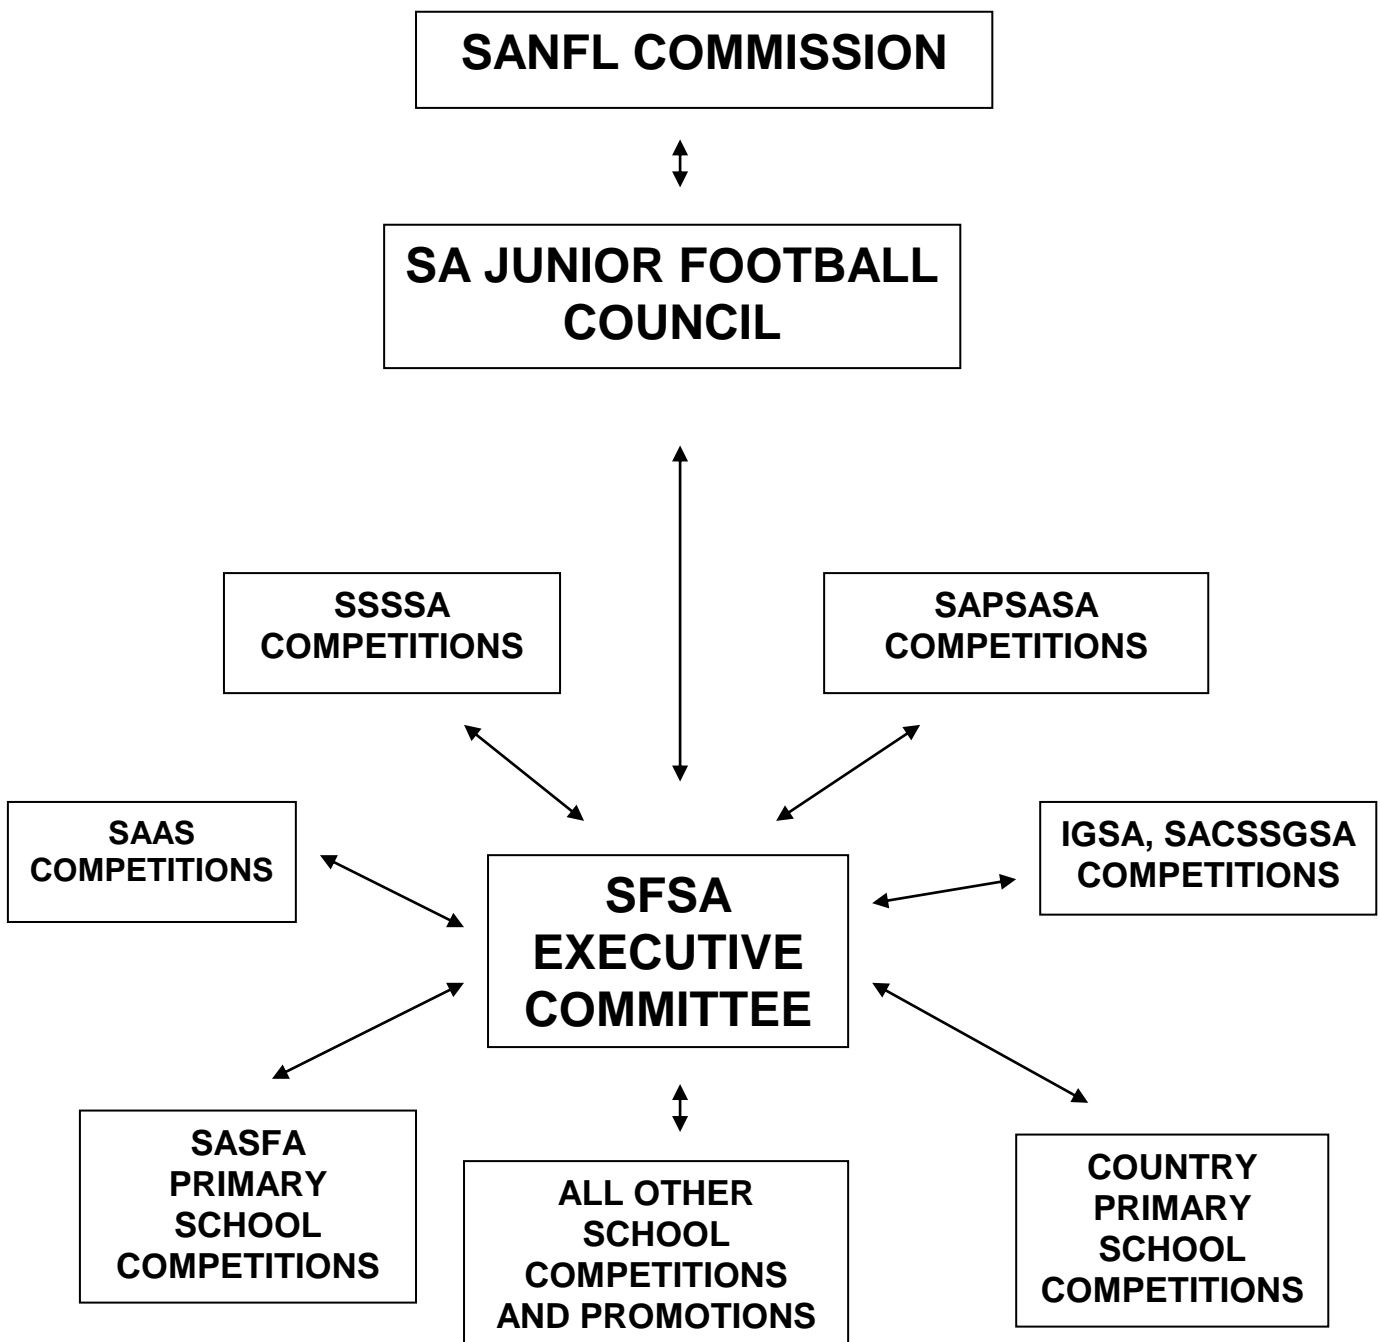 SANFL COMMISSION
SA JUNIOR FOOTBALL
COUNCIL
SSSSA
COMPETITIONS
SAPSASA
COMPETITIONS
SAAS
COMPETITIONS
IGSA, SACSSGSA
COMPETITIONS
SFSA
EXECUTIVE
COMMITTEE
SASFA
PRIMARY
SCHOOL
COMPETITIONS
ALL OTHER
SCHOOL
COMPETITIONS
AND PROMOTIONS
COUNTRY
PRIMARY
SCHOOL
COMPETITIONS